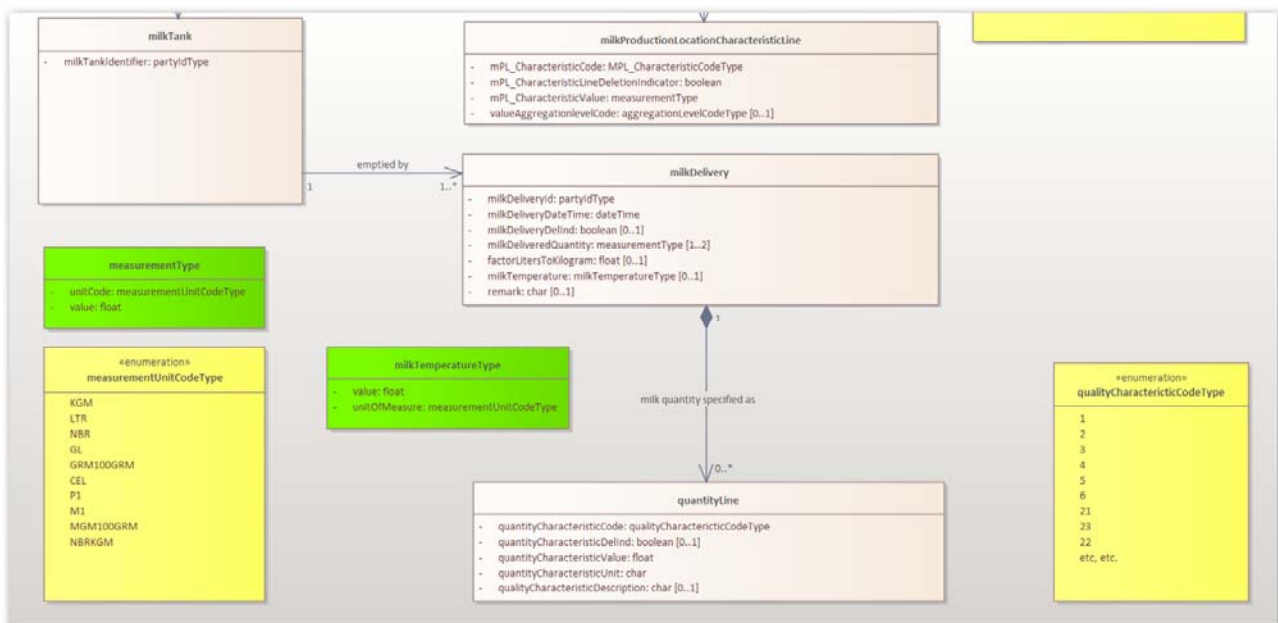 milkTank
- milkTankIdentifier: partyIdType
milkProductionLocationCharacteristicLine
- mPL_CharacteristicCode: MPL_CharacteristicCodeType
- mPL_CharacteristicLineDeletionIndicator: boolean
- mPL_CharacteristicValue: measurementType
- valueAggregationlevelCode: aggregationLevelCodeType [0..1]
emptied by
1
1..*
milkDelivery
- milkDeliveryId: partyIdType
- milkDeliveryDateTime: dateTime
- milkDeliveryDelInd: boolean [0..1]
- milkDeliveredQuantity: measurementType [1..2]
- factorLitersToKilogram: float [0..1]
- milkTemperature: milkTemperatureType [0..1]
- remark: char [0..1]
measurementType
- unitCode: measurementUnitCodeType
- value: float
«enumeration»
measurementUnitCodeType
KGM
LTR
NBR
GL
GRM100GRM
CEL
P1
M1
MGM100GRM
NBRKGM
milkTemperatureType
- value: float
- unitOfMeasure: measurementUnitCodeType
1
milk quantity specified as
0..*
«enumeration»
qualityCharactericticCodeType
1
2
3
4
5
6
21
23
22
etc, etc.
quantityLine
- quantityCharacteristicCode: qualityCharactericticCodeType
- quantityCharacteristicDelInd: boolean [0..1]
- quantityCharacteristicValue: float
- quantityCharacteristicUnit: char
- qualityCharacteristicDescription: char [0..1]